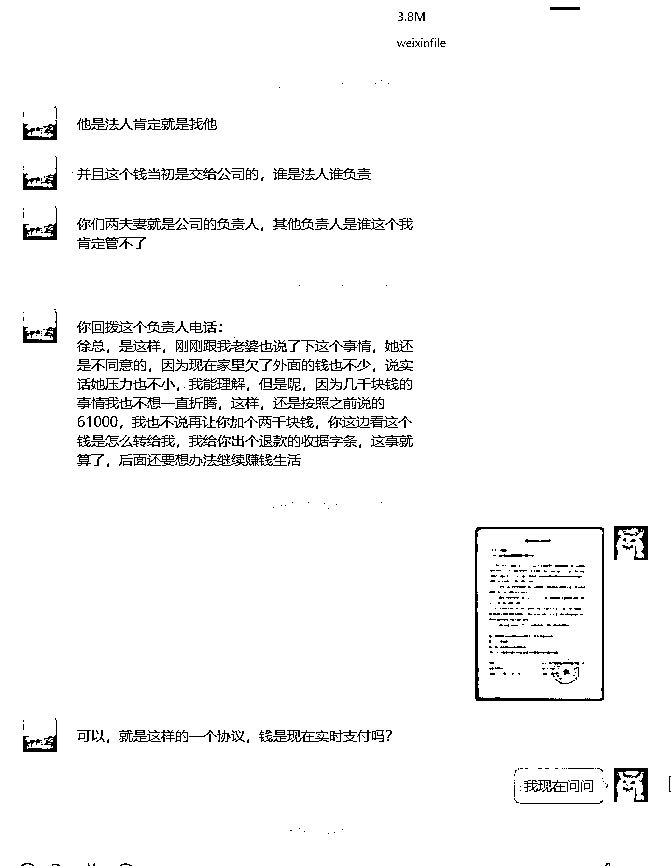 3.8M
weixinfile
他是法人肯定就是找他
并且这个钱当初是交给公司的，谁是法人谁负责
你们两夫妻就是公司的负责人，其他负责人是谁这个我
肯定管不了
你回拨这个负责人电话：
徐总，是这样，刚刚跟我老婆也说了下这个事情，她还
是不同意的，因为现在家里欠了外面的钱也不少，说实
话她压力也不小，我能理解，但是呢，因为几千块钱的
事情我也不想一直折腾，这样，还是按照之前说的
61000，我也不说再让你加个两千块钱，你这边看这个
钱是怎么转给我，我给你出个退款的收据字条，这事就
算了，后面还要想办法继续赚钱生活
可以，就是这样的一个协议，钱是现在实时支付吗？
我现在问问